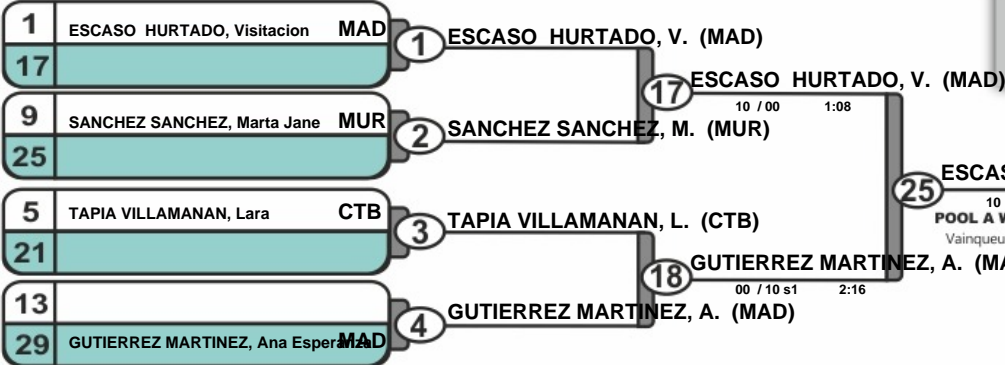 1 ESCASO HURTADO, Visitacion MAD
17
1 ESCASO HURTADO, V. (MAD)
9 SANCHEZ SANCHEZ, Marta Jane MUR
25
2 SANCHEZ SANCHEZ, M. (MUR)
17 ESCASO HURTADO, V. (MAD)
10 / 00 1:08
5 TAPIA VILLAMANAN, Lara CTB
21
3 TAPIA VILLAMANAN, L. (CTB)
13
29 GUTIERREZ MARTINEZ, Ana Esperanza MAD
4 GUTIERREZ MARTINEZ, A. (MAD)
18 GUTIERREZ MARTINEZ, A. (MA
00 / 10 s1 2:16
25 ESCAS
10
POOL A W
Vainqueu